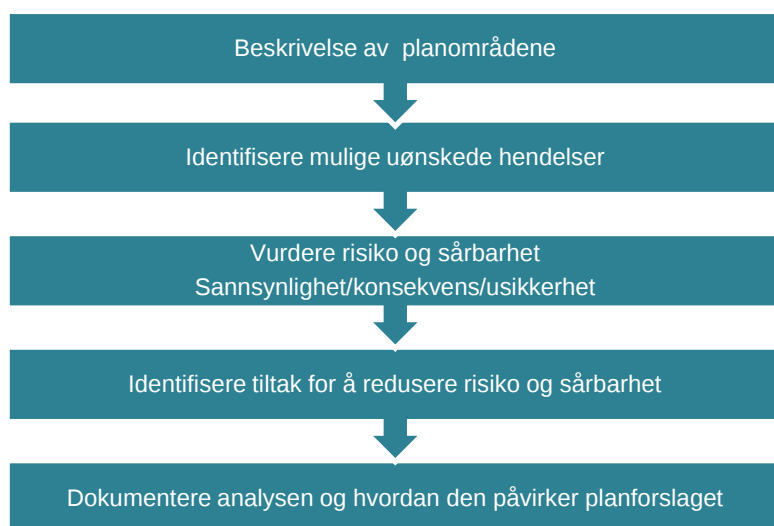 Beskrivelse av  planområdene
Identifisere mulige uønskede hendelser
Vurdere risiko og sårbarhet
Sannsynlighet/konsekvens/usikkerhet
Identifisere tiltak for å redusere risiko og sårbarhet
Dokumentere analysen og hvordan den påvirker planforslaget